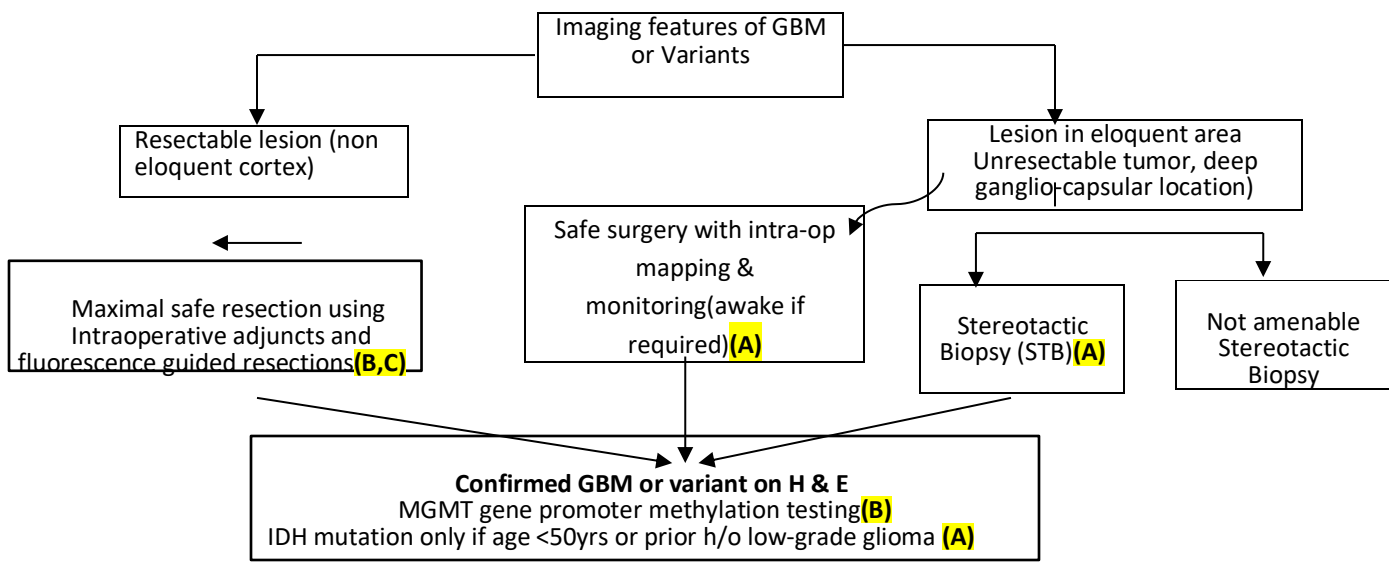 Imaging features of GBM
or Variants
Resectable lesion (non
eloquent cortex)
Lesion in eloquent area
Unresectable tumor, deep
ganglio-capsular location)
Safe surgery with intra-op
mapping &
monitoring(awake if
required)(A)
Maximal safe resection using
Intraoperative adjuncts and
fluorescence guided resections(B,C)
Stereotactic
Biopsy (STB)(A)
Not amenable
Stereotactic
Biopsy
Confirmed GBM or variant on H & E
MGMT gene promoter methylation testing(B)
IDH mutation only if age <50yrs or prior h/o low-grade glioma (A)